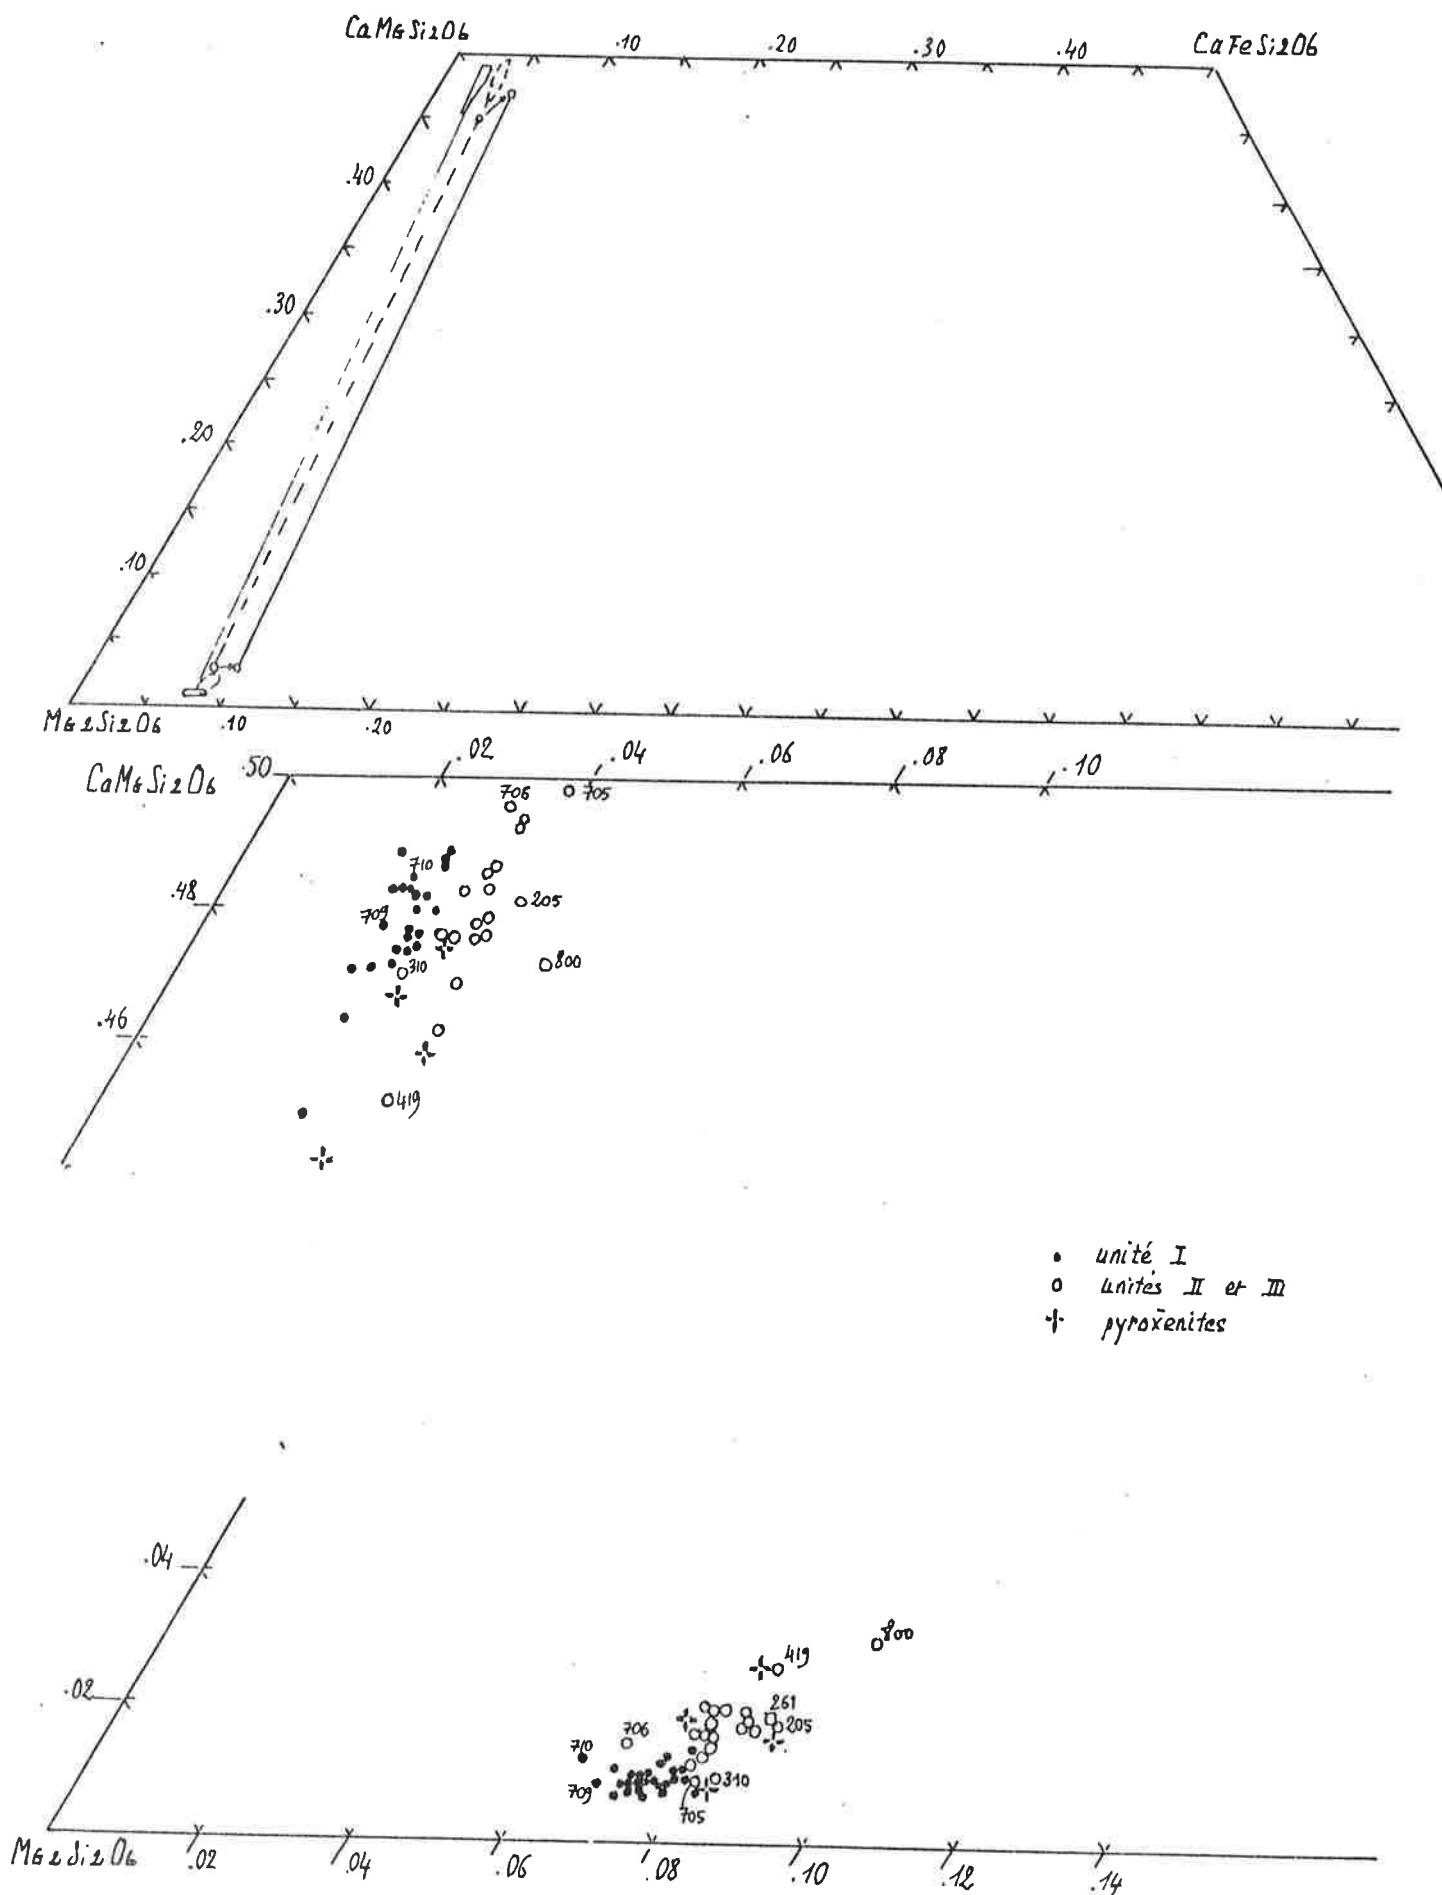 CaMgSi2O6 .10 .20 .30 .40 CaFeSi2O6
.40
.30
.20
.10
Mg2Si2O6 .10 .20
CaMgSi2O6 .50 .02 .04 .06 .08 .10
706 705
710
.48 205
709
310 800
.46
419
unité I
unités II et III
pyroxenites
.04
800
419
.02 261
706 205
710
709 310
705
Mg2Si2O6 .02 .04 .06 .08 .10 .12 .14